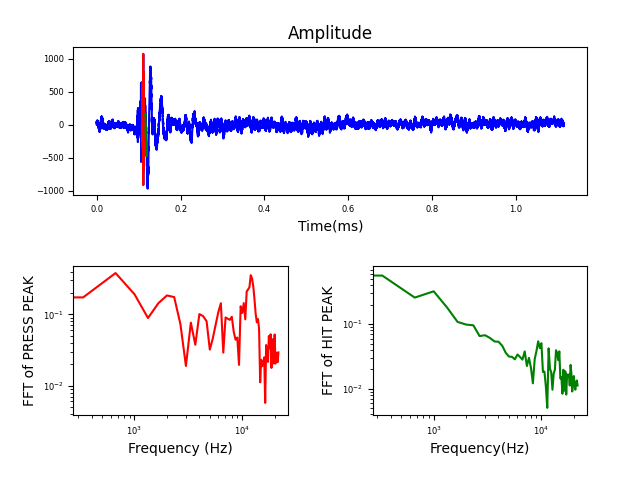 Amplitude
1000
500
0
−500
−1000
0.0 0.2 0.4 0.6 0.8 1.0
Time(ms)
FFT of PRESS PEAK
10⁻¹
10⁻²
10³ 10⁴
Frequency (Hz)
FFT of HIT PEAK
10⁻¹
10⁻²
10³ 10⁴
Frequency(Hz)